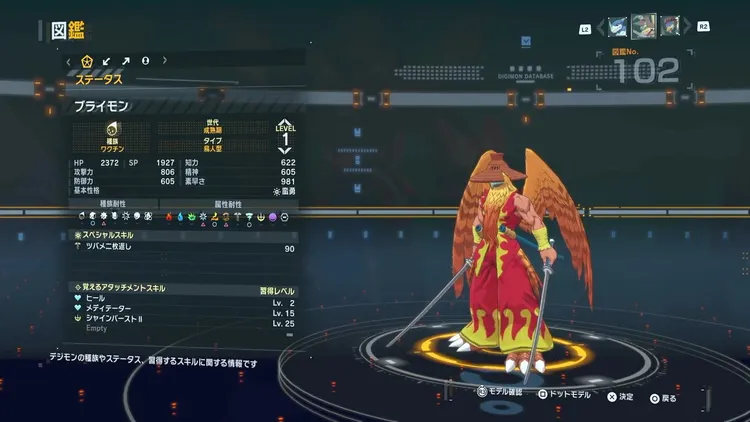 図鑑
L2
R2
図鑑No.
102
DIGIMON DATABASE
ステータス
ブライモン
種族
ワクチン
世代
成熟期
タイプ
鳥人型
LEVEL
1
HP 2372 SP 1927 知力 622
攻撃力 806 精神 605
防御力 605 素早さ 981
基本性格 蛮勇
種族耐性 属性耐性
スペシャルスキル
ツバメ二枚返し 90
覚えるアタッチメントスキル 習得レベル
ヒール Lv. 2
メディテーター Lv. 15
シャインバーストⅡ Lv. 25
Empty
デジモンの種族やステータス、習得するスキルに関する情報です
モデル確認 ドットモデル 決定 戻る